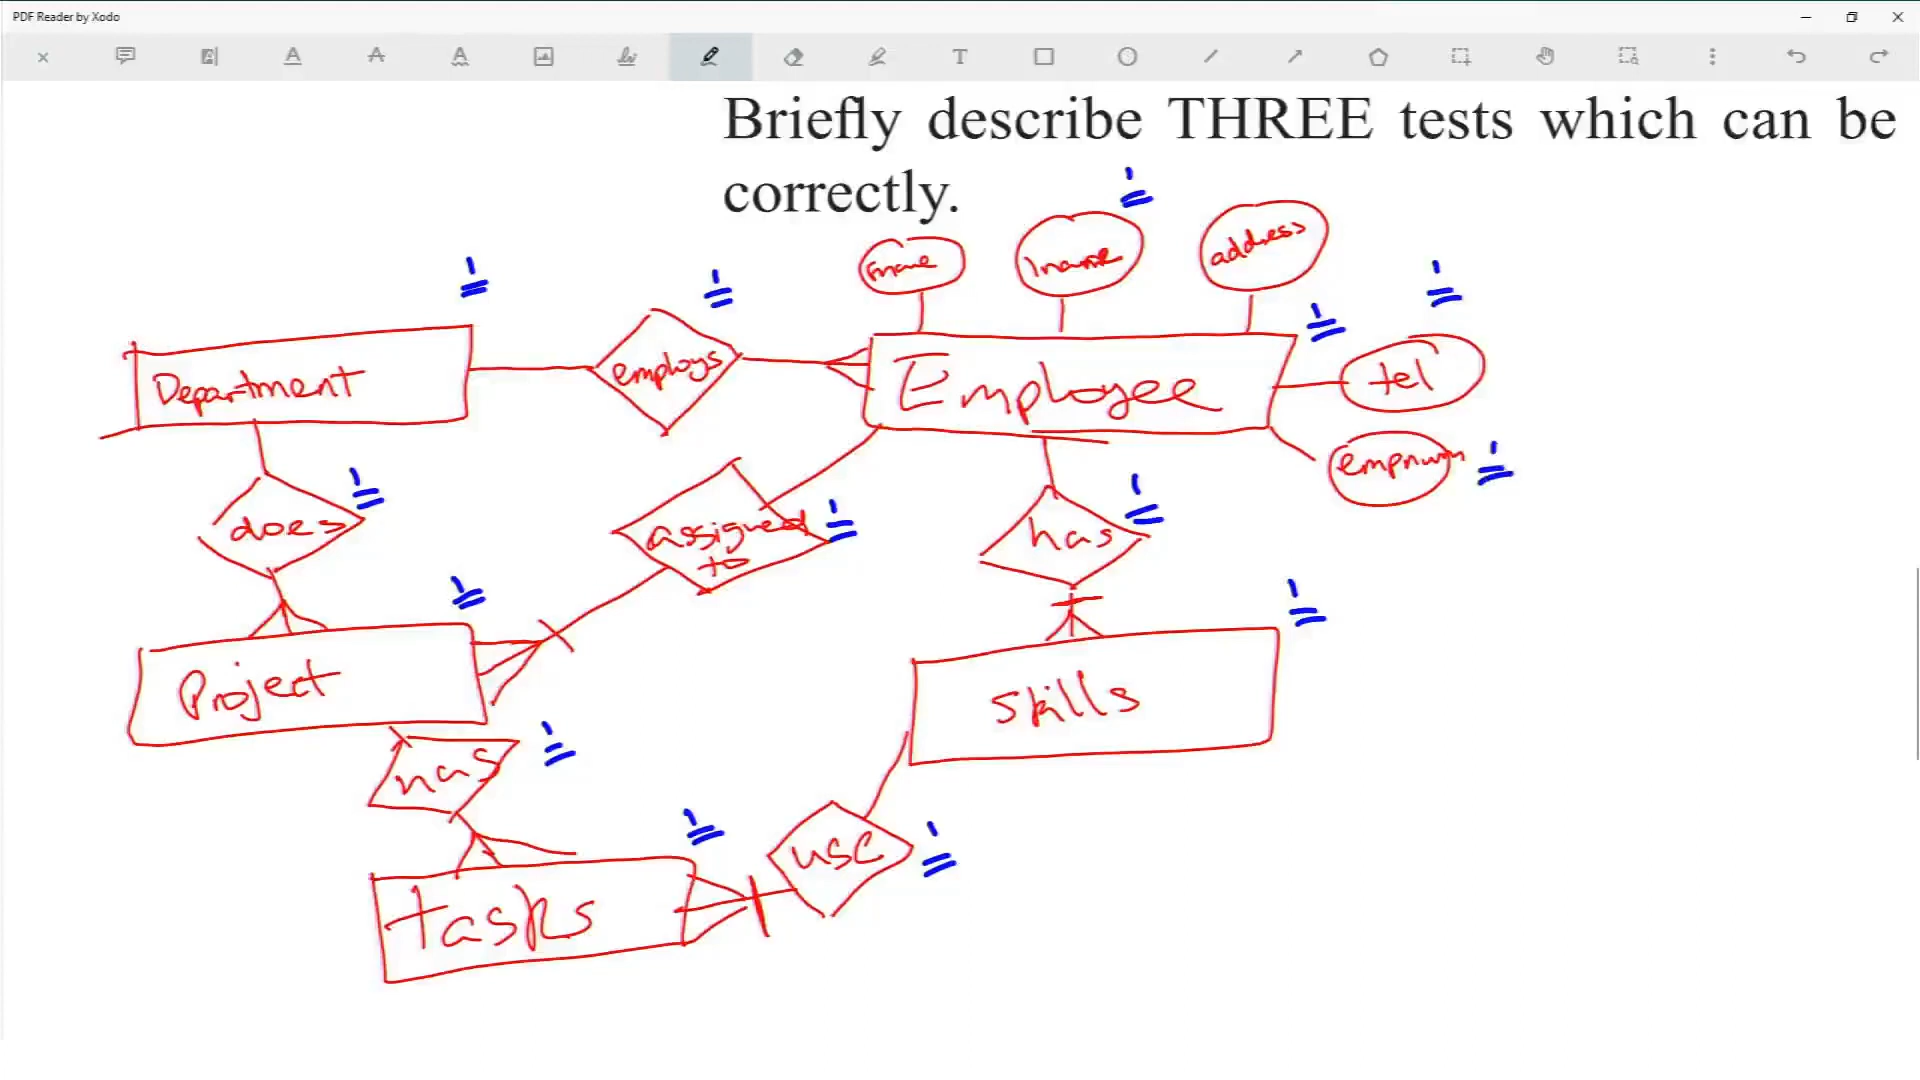 PDF Reader by Xodo
Briefly describe THREE tests which can be
correctly.
fname
lname
address
Department
employs
Employee
tel
empnum
does
assigned
to
has
Project
Skills
has
use
tasks